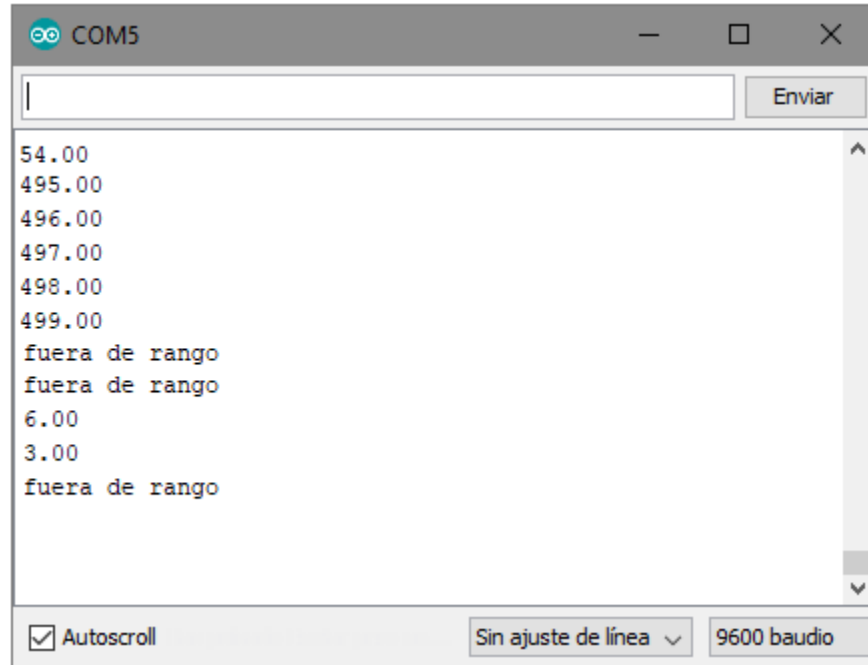 COM5
Enviar
54.00
495.00
496.00
497.00
498.00
499.00
fuera de rango
fuera de rango
6.00
3.00
fuera de rango
Autoscroll
Sin ajuste de línea
9600 baudio